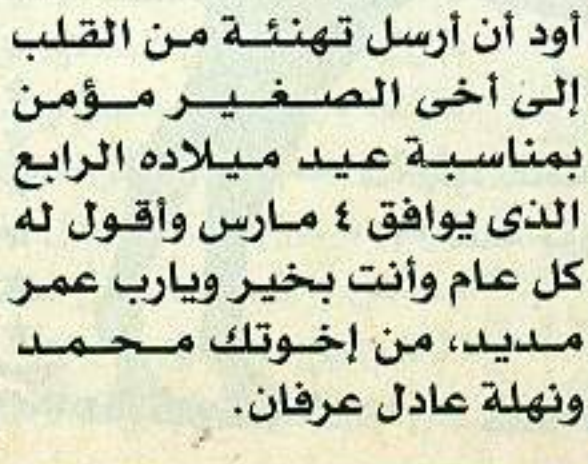 أود أن أرسل تهنئة من القلب
إلى أخى الصغير مؤمن
بمناسبة عيد ميلاده الرابع
الذى يوافق ٤ مارس وأقول له
كل عام وأنت بخير ويارب عمر
مديد، من إخوتك محمد
ونهلة عادل عرفان.